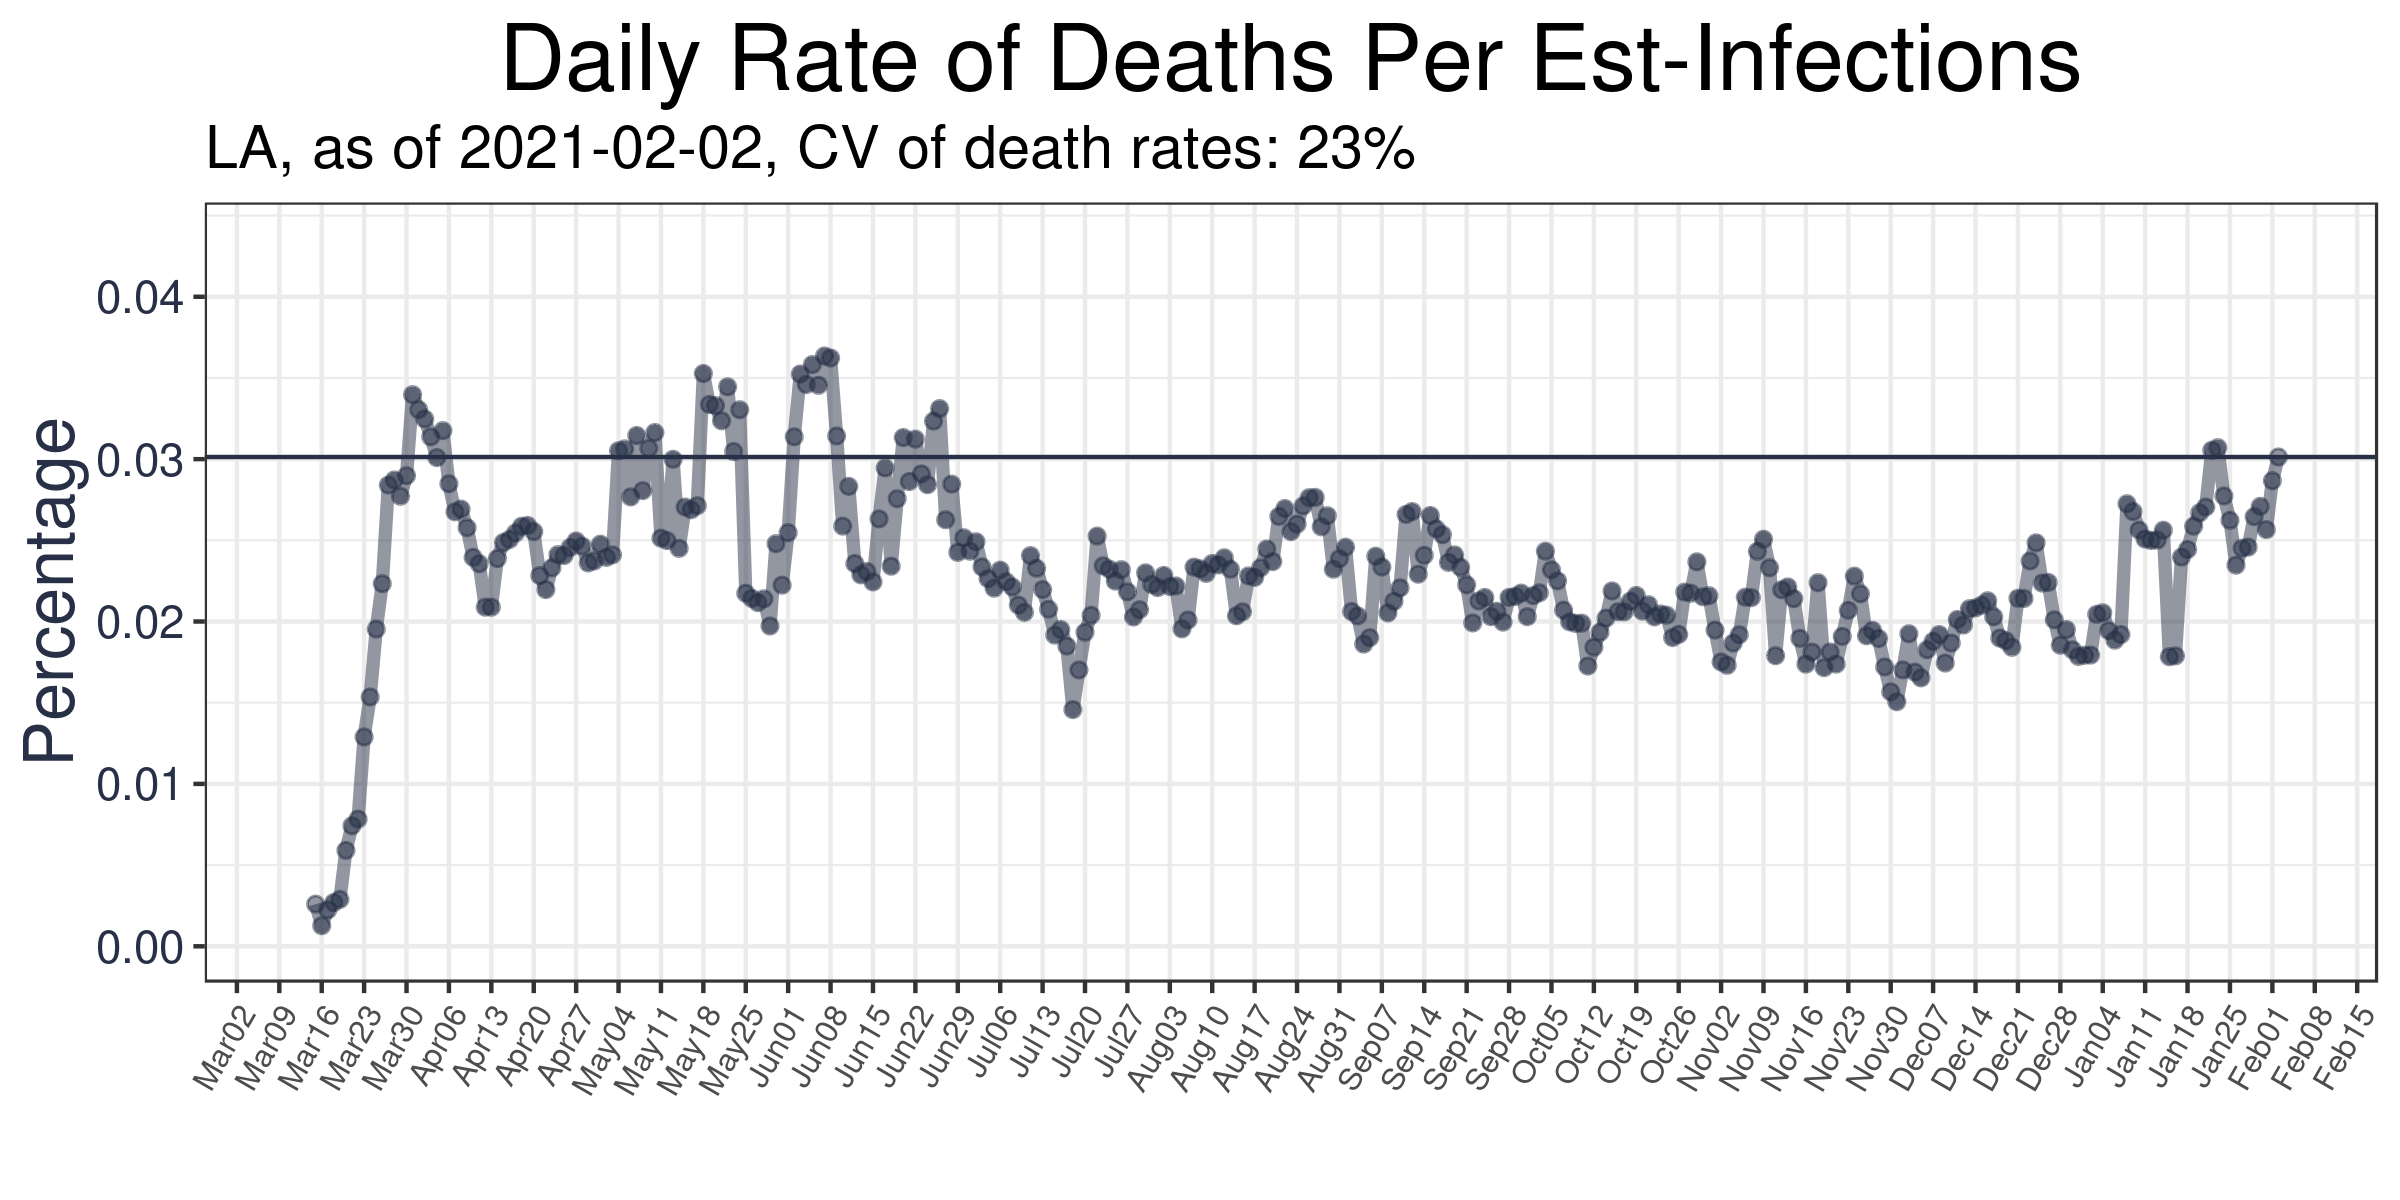 Daily Rate of Deaths Per Est-Infections
LA, as of 2021-02-02, CV of death rates: 23%
Percentage
0.04
0.03
0.02
0.01
0.00
Mar02 Mar09 Mar16 Mar23 Mar30 Apr06 Apr13 Apr20 Apr27 May04 May11 May18 May25 Jun01 Jun08 Jun15 Jun22 Jun29 Jul06 Jul13 Jul20 Jul27 Aug03 Aug10 Aug17 Aug24 Aug31 Sep07 Sep14 Sep21 Sep28 Oct05 Oct12 Oct19 Oct26 Nov02 Nov09 Nov16 Nov23 Nov30 Dec07 Dec14 Dec21 Dec28 Jan04 Jan11 Jan18 Jan25 Feb01 Feb08 Feb15